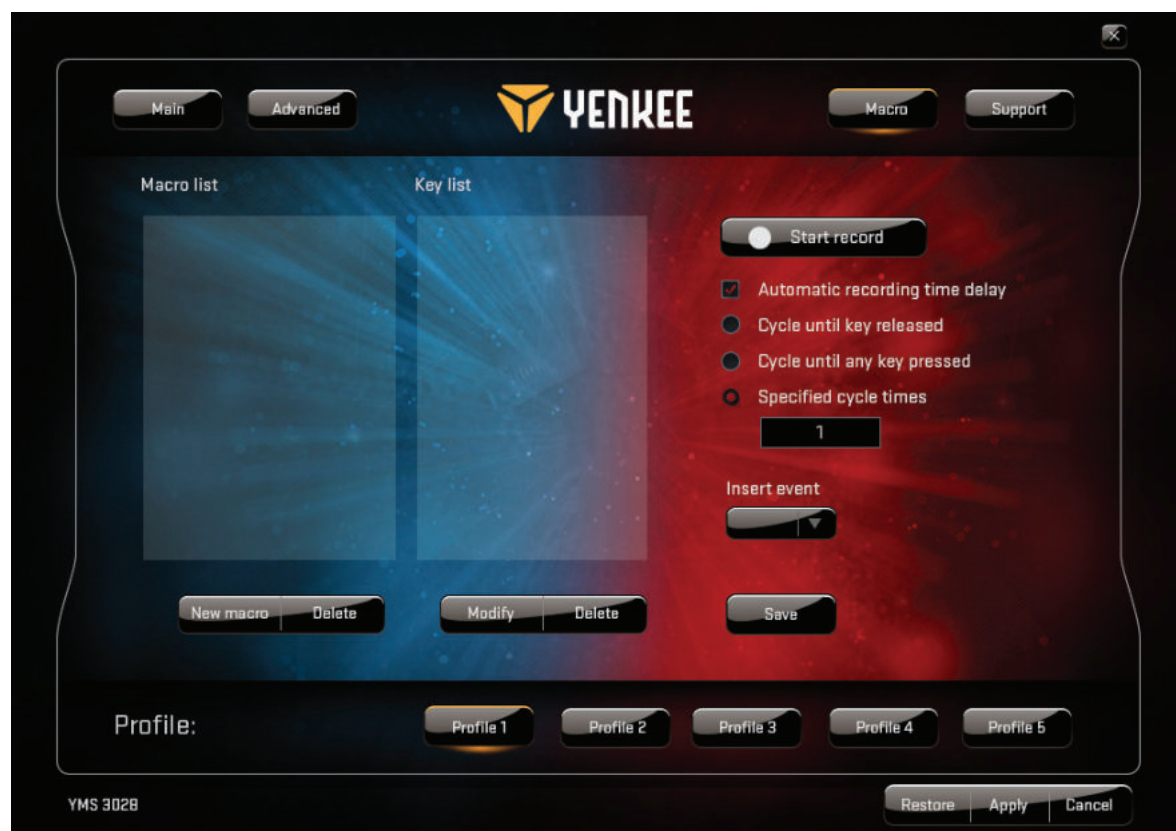 Main Advanced YENKEE Macro Support
Macro list Key list
Start record
Automatic recording time delay
Cycle until key released
Cycle until any key pressed
Specified cycle times
1
Insert event
New macro Delete Modify Delete Save
Profile: Profile 1 Profile 2 Profile 3 Profile 4 Profile 5
YMS 3028 Restore Apply Cancel